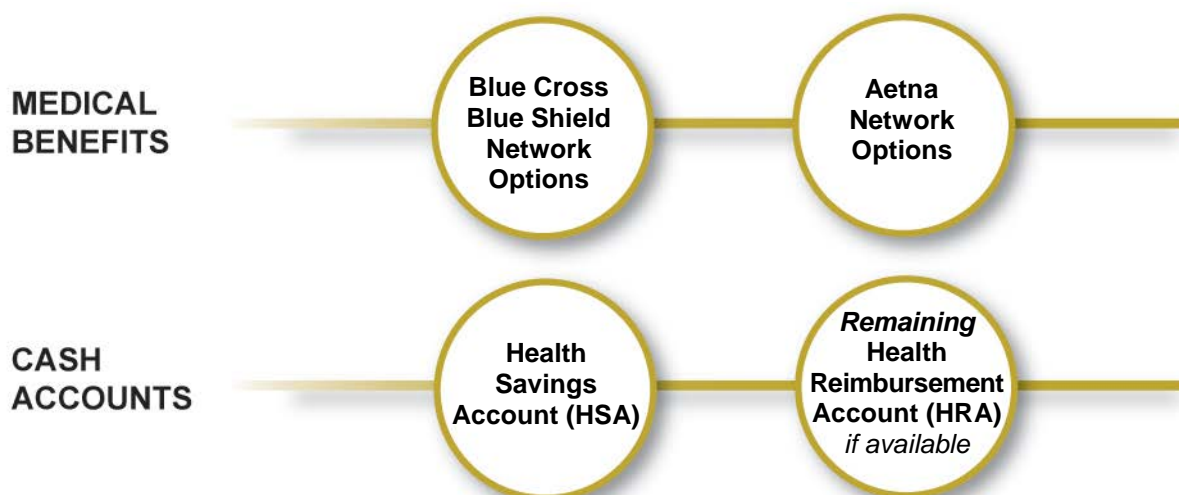 MEDICAL
BENEFITS
Blue Cross
Blue Shield
Network
Options
Aetna
Network
Options
CASH
ACCOUNTS
Health
Savings
Account (HSA)
Remaining
Health
Reimbursement
Account (HRA)
if available